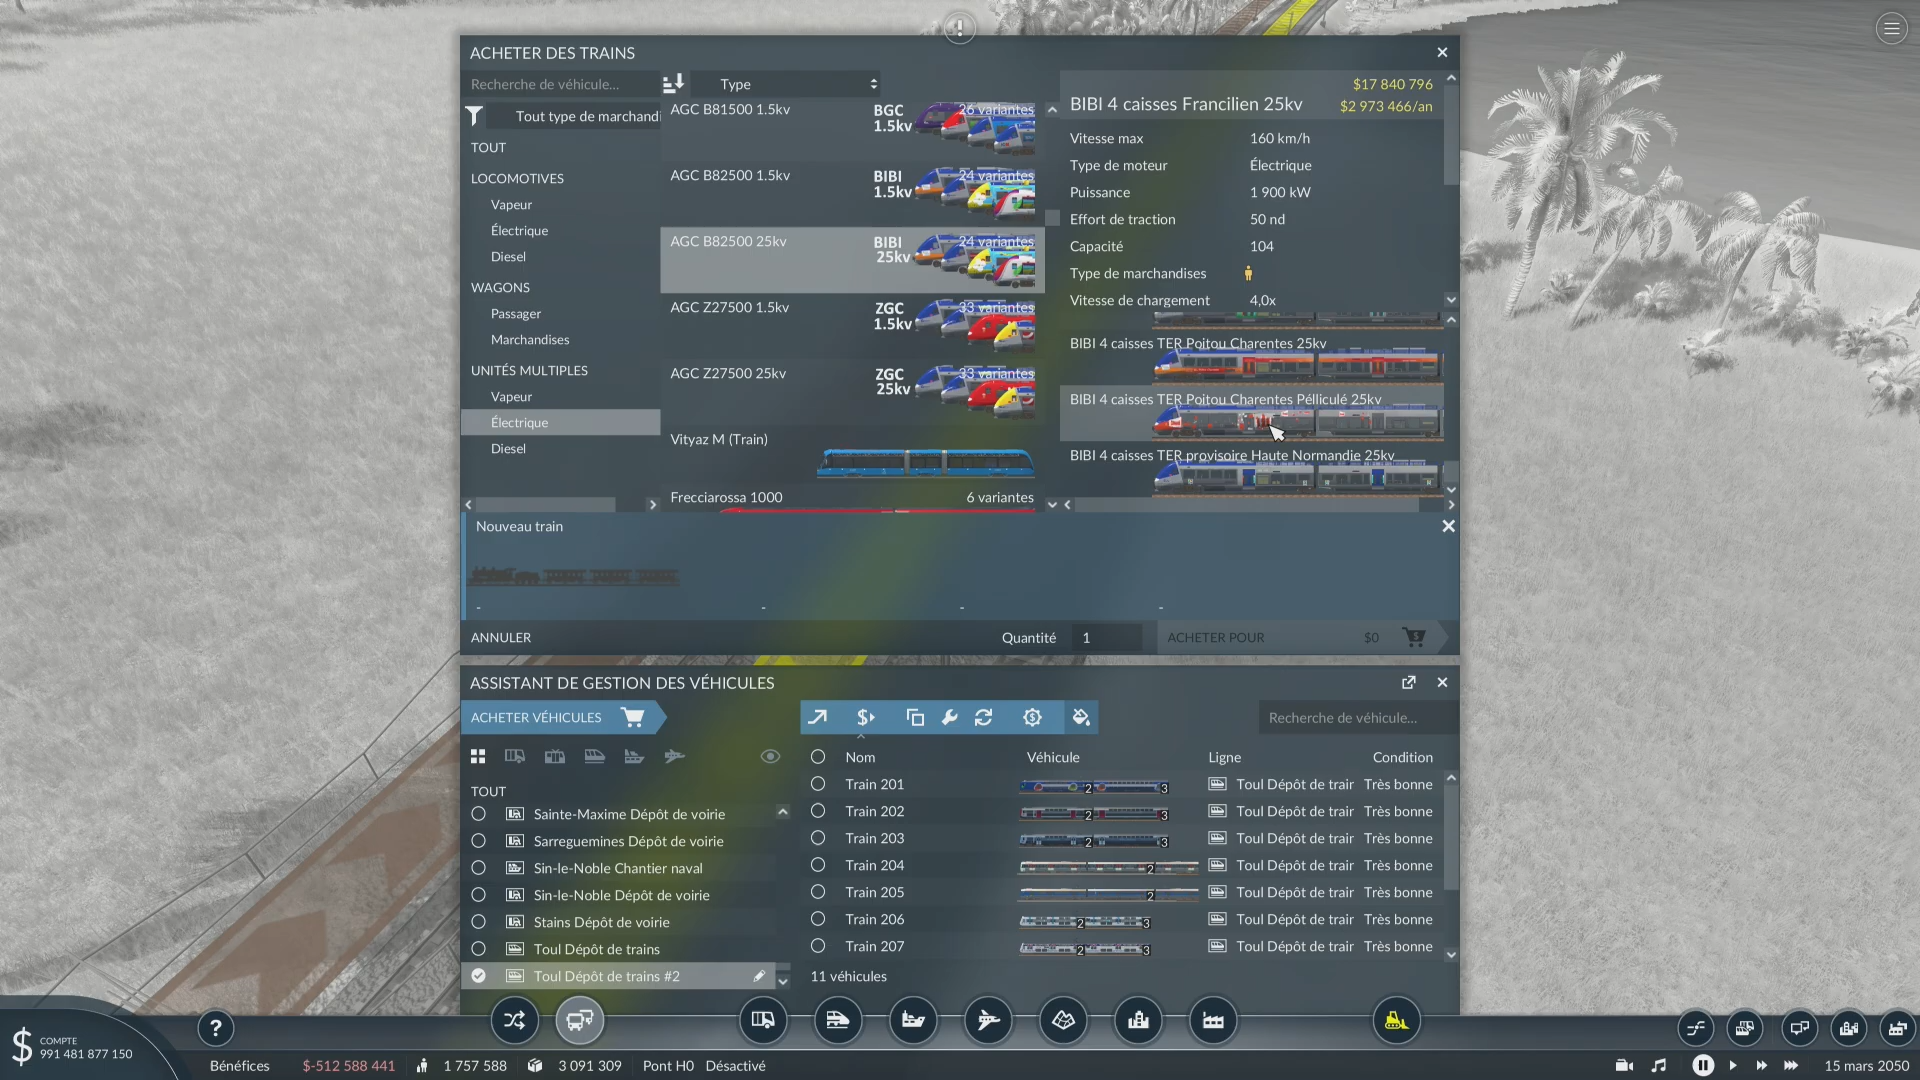 ACHETER DES TRAINS
Recherche de véhicule...
Type
Tout type de marchandi
TOUT
LOCOMOTIVES
Vapeur
Électrique
Diesel
WAGONS
Passager
Marchandises
UNITÉS MULTIPLES
Vapeur
Électrique
Diesel
AGC B81500 1.5kv
BGC 1.5kv
26 variantes
AGC B82500 1.5kv
BIBI 1.5kv
24 variantes
AGC B82500 25kv
BIBI 25kv
24 variantes
AGC Z27500 1.5kv
ZGC 1.5kv
33 variantes
AGC Z27500 25kv
ZGC 25kv
33 variantes
Vityaz M (Train)
Frecciarossa 1000
6 variantes
$17 840 796
BIBI 4 caisses Francilien 25kv
$2 973 466/an
Vitesse max 160 km/h
Type de moteur Électrique
Puissance 1 900 kW
Effort de traction 50 nd
Capacité 104
Type de marchandises
Vitesse de chargement 4,0x
BIBI 4 caisses TER Poitou Charentes 25kv
BIBI 4 caisses TER Poitou Charentes Pélliculé 25kv
BIBI 4 caisses TER provisoire Haute Normandie 25kv
Nouveau train
- - - -
ANNULER
Quantité 1
ACHETER POUR $0
ASSISTANT DE GESTION DES VÉHICULES
ACHETER VÉHICULES
Recherche de véhicule...
TOUT
Sainte-Maxime Dépôt de voirie
Sarreguemines Dépôt de voirie
Sin-le-Noble Chantier naval
Sin-le-Noble Dépôt de voirie
Stains Dépôt de voirie
Toul Dépôt de trains
Toul Dépôt de trains #2
Nom Véhicule Ligne Condition
Train 201 2 3 Toul Dépôt de trair Très bonne
Train 202 2 3 Toul Dépôt de trair Très bonne
Train 203 2 3 Toul Dépôt de trair Très bonne
Train 204 2 Toul Dépôt de trair Très bonne
Train 205 2 Toul Dépôt de trair Très bonne
Train 206 2 3 Toul Dépôt de trair Très bonne
Train 207 2 3 Toul Dépôt de trair Très bonne
11 véhicules
?
$ COMPTE
991 481 877 150
Bénéfices $-512 588 441 1 757 588 3 091 309 Pont H0 Désactivé
15 mars 2050